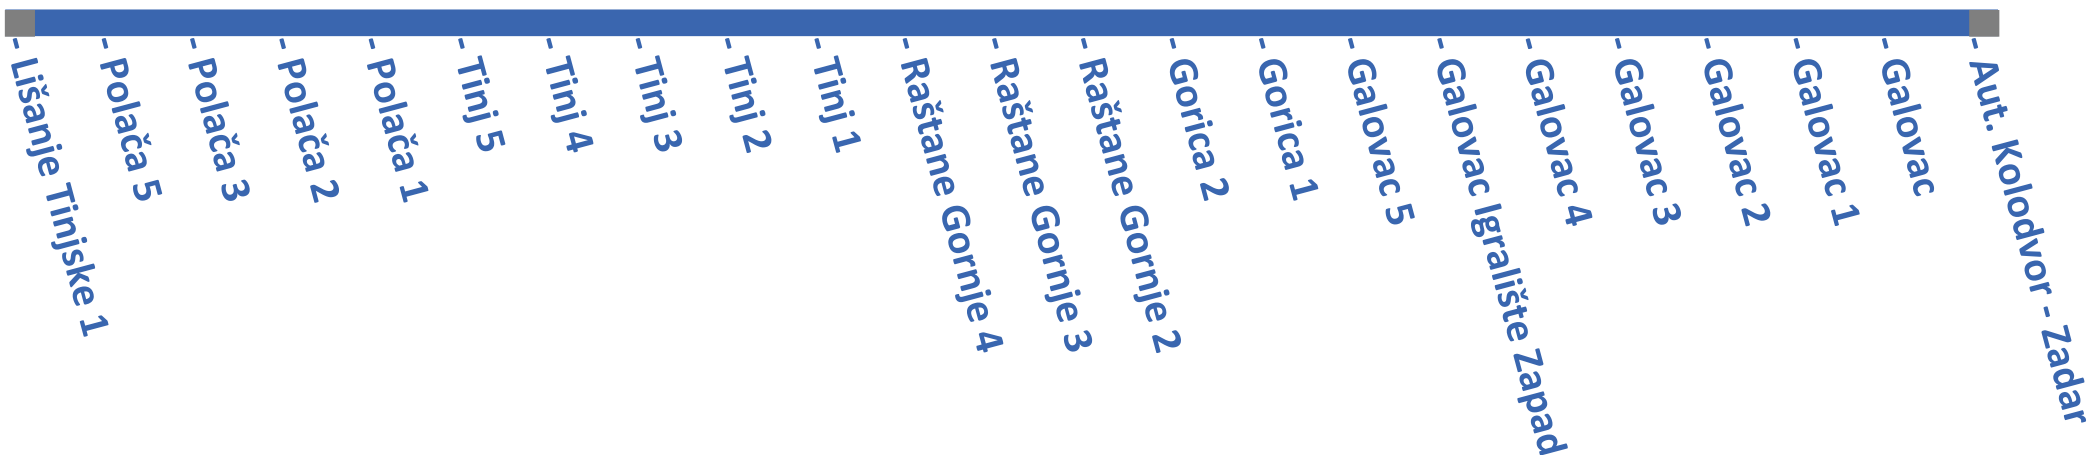 - Lišanje Tinjske 1
- Polača 5
- Polača 3
- Polača 2
- Polača 1
- Tinj 5
- Tinj 4
- Tinj 3
- Tinj 2
- Tinj 1
- Raštane Gornje 4
- Raštane Gornje 3
- Raštane Gornje 2
- Gorica 2
- Gorica 1
- Galovac 5
- Galovac Igralište Zapad
- Galovac 4
- Galovac 3
- Galovac 2
- Galovac 1
- Galovac
- Aut. Kolodvor - Zadar